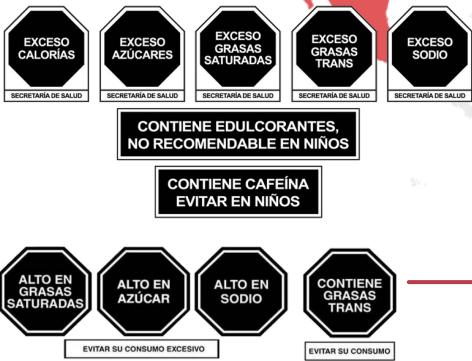 EXCESO
CALORÍAS
SECRETARÍA DE SALUD
EXCESO
AZÚCARES
SECRETARÍA DE SALUD
EXCESO
GRASAS
SATURADAS
SECRETARÍA DE SALUD
EXCESO
GRASAS
TRANS
SECRETARÍA DE SALUD
EXCESO
SODIO
SECRETARÍA DE SALUD
CONTIENE EDULCORANTES,
NO RECOMENDABLE EN NIÑOS
CONTIENE CAFEÍNA
EVITAR EN NIÑOS
ALTO EN
GRASAS
SATURADAS
ALTO EN
AZÚCAR
ALTO EN
SODIO
EVITAR SU CONSUMO EXCESIVO
CONTIENE
GRASAS
TRANS
EVITAR SU CONSUMO